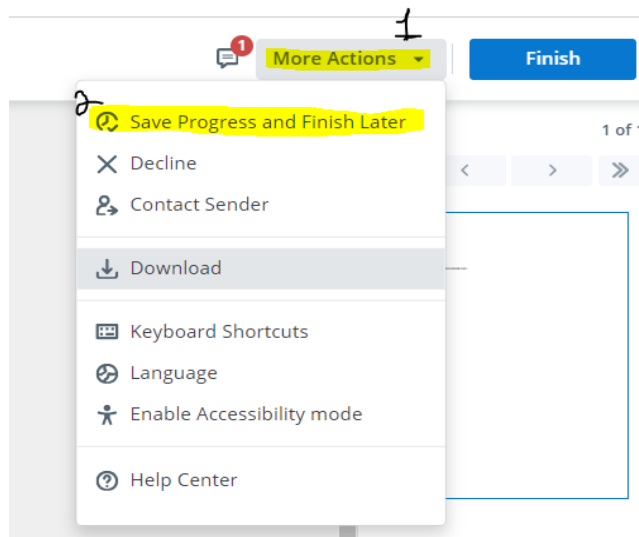 1
1
More Actions
Finish
2
Save Progress and Finish Later
1 of
Decline
Contact Sender
Download
Keyboard Shortcuts
Language
Enable Accessibility mode
Help Center